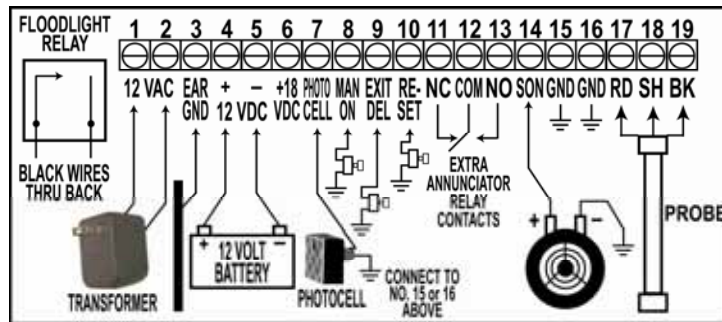 FLOODLIGHT
RELAY
1 2 3 4 5 6 7 8 9 10 11 12 13 14 15 16 17 18 19
12 VAC EAR + – +18 PHOTO MAN EXIT RE- NC COM NO SON GND GND RD SH BK
GND 12 VDC VDC CELL ON DEL SET
BLACK WIRES
THRU BACK
EXTRA
ANNUNCIATOR
RELAY
CONTACTS
+ –
PROBE
+ –
12 VOLT
BATTERY
TRANSFORMER
PHOTOCELL
CONNECT TO
NO. 15 or 16
ABOVE